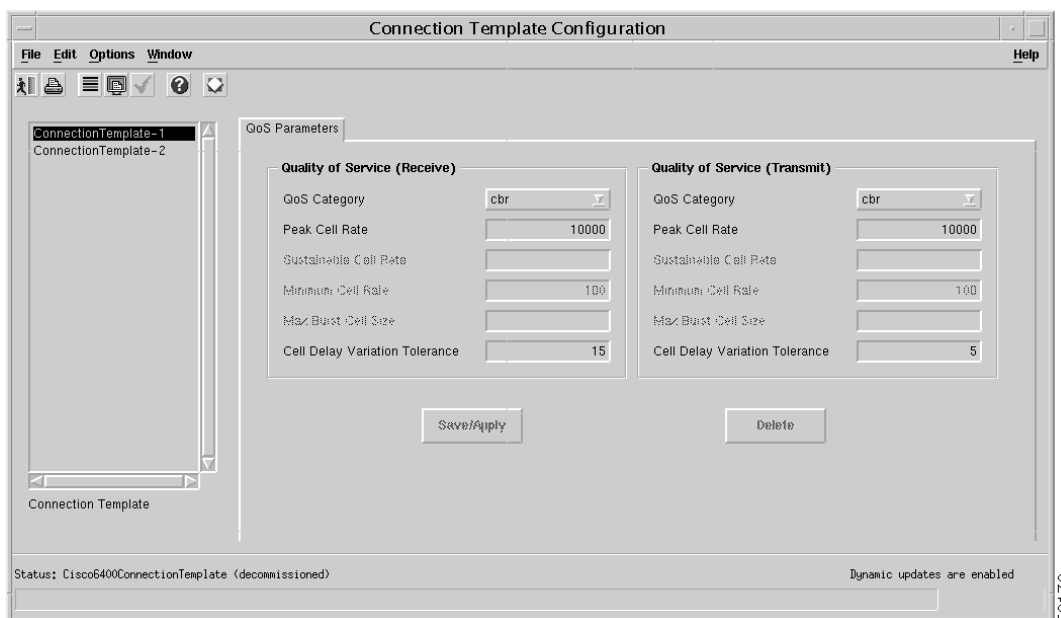 Connection Template Configuration
File Edit Options Window Help
ConnectionTemplate-1
ConnectionTemplate-2
Connection Template
QoS Parameters
Quality of Service (Receive)
QoS Category cbr
Peak Cell Rate 10000
Sustainable Cell Rate
Minimum Cell Rate 100
Max Burst Cell Size
Cell Delay Variation Tolerance 15
Quality of Service (Transmit)
QoS Category cbr
Peak Cell Rate 10000
Sustainable Cell Rate
Minimum Cell Rate 100
Max Burst Cell Size
Cell Delay Variation Tolerance 5
Save/Apply Delete
Status: Cisco6400ConnectionTemplate (decommissioned) Dynamic updates are enabled